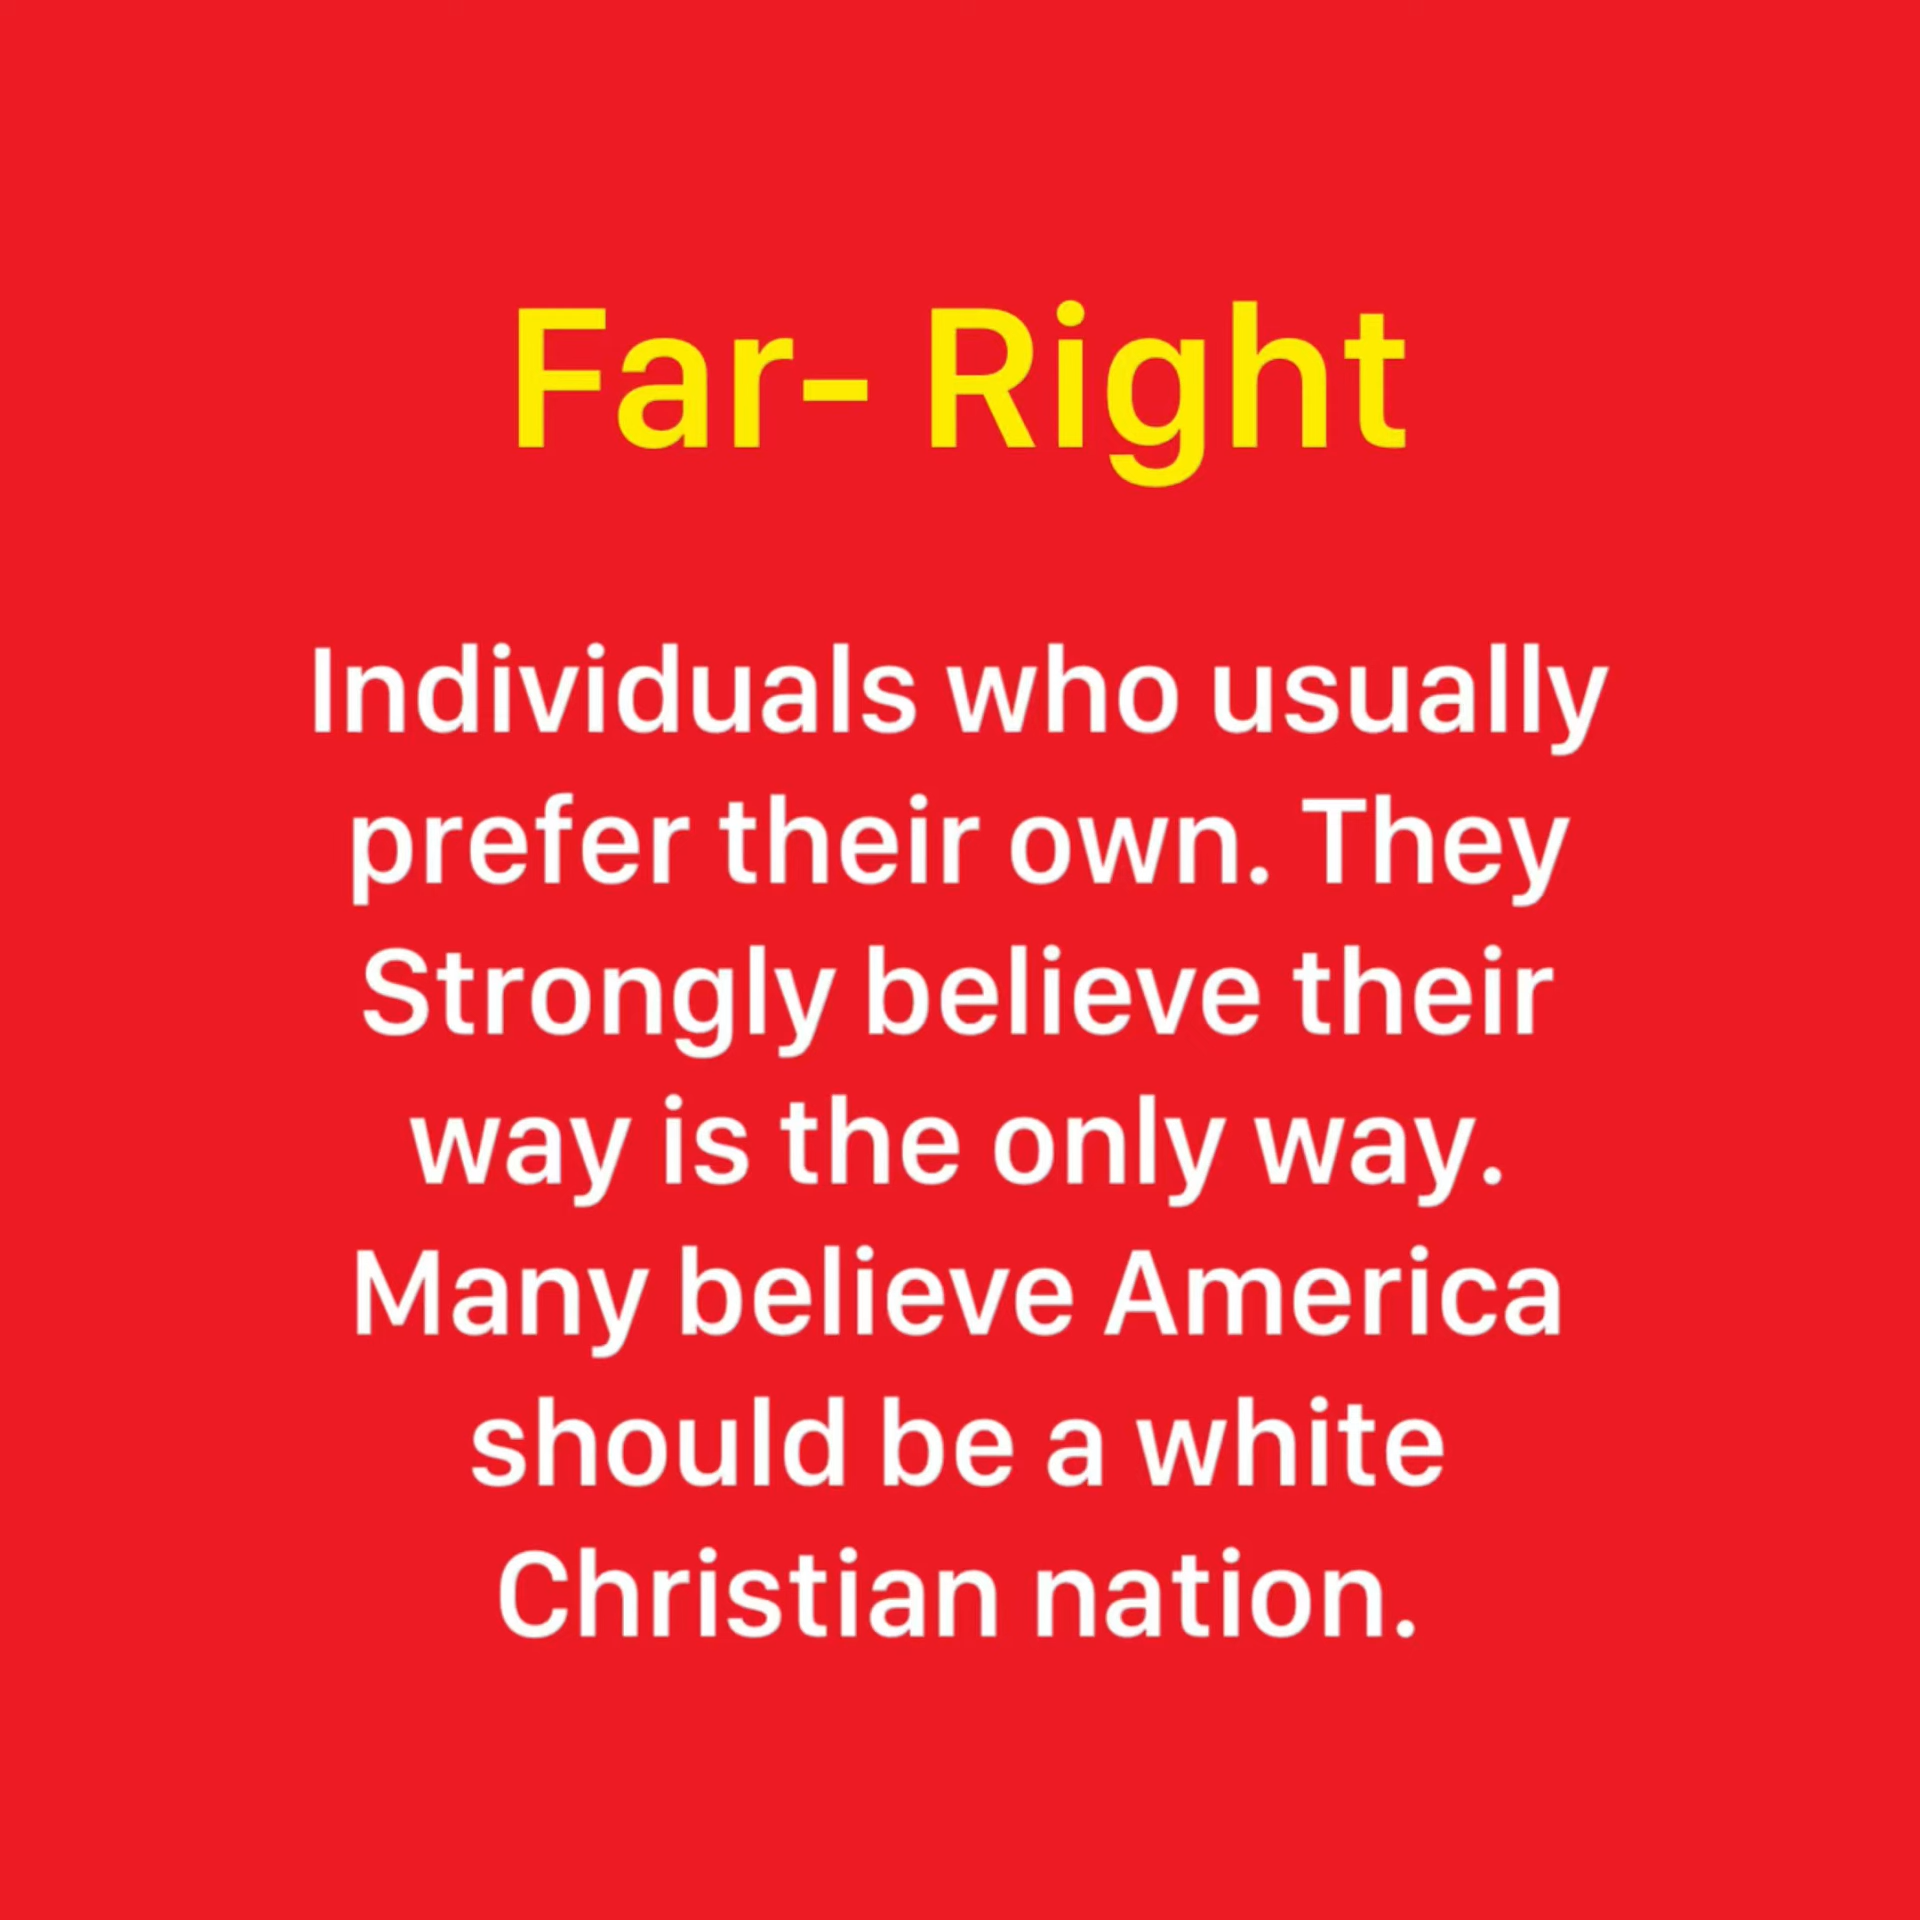 Far- Right
Individuals who usually
prefer their own. They
Strongly believe their
way is the only way.
Many believe America
should be a white
Christian nation.